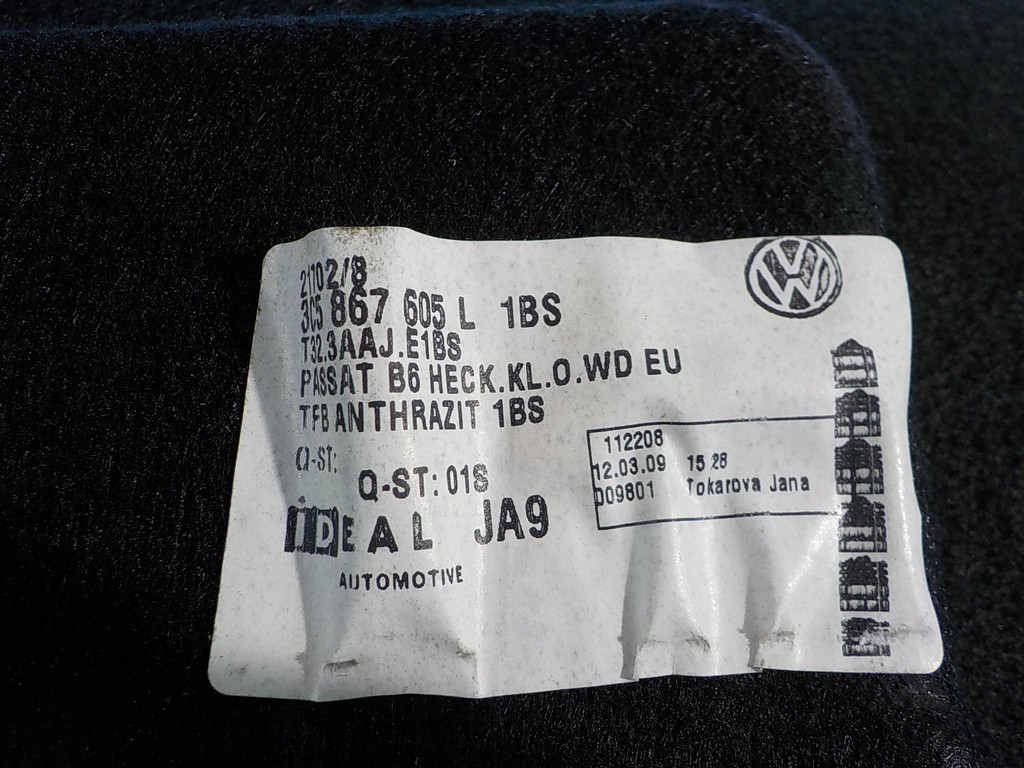 21102/8
3C5 867 605 L 1BS
T32.3AAJ.E1BS
PASSAT B6 HECK.KL.O.WD EU
TFB ANTHRAZIT 1BS
Q-ST:
Q-ST: 01S
IDEAL JA9
AUTOMOTIVE
VW
112208
12.03.09 15 28
D09801 Tokarova Jana